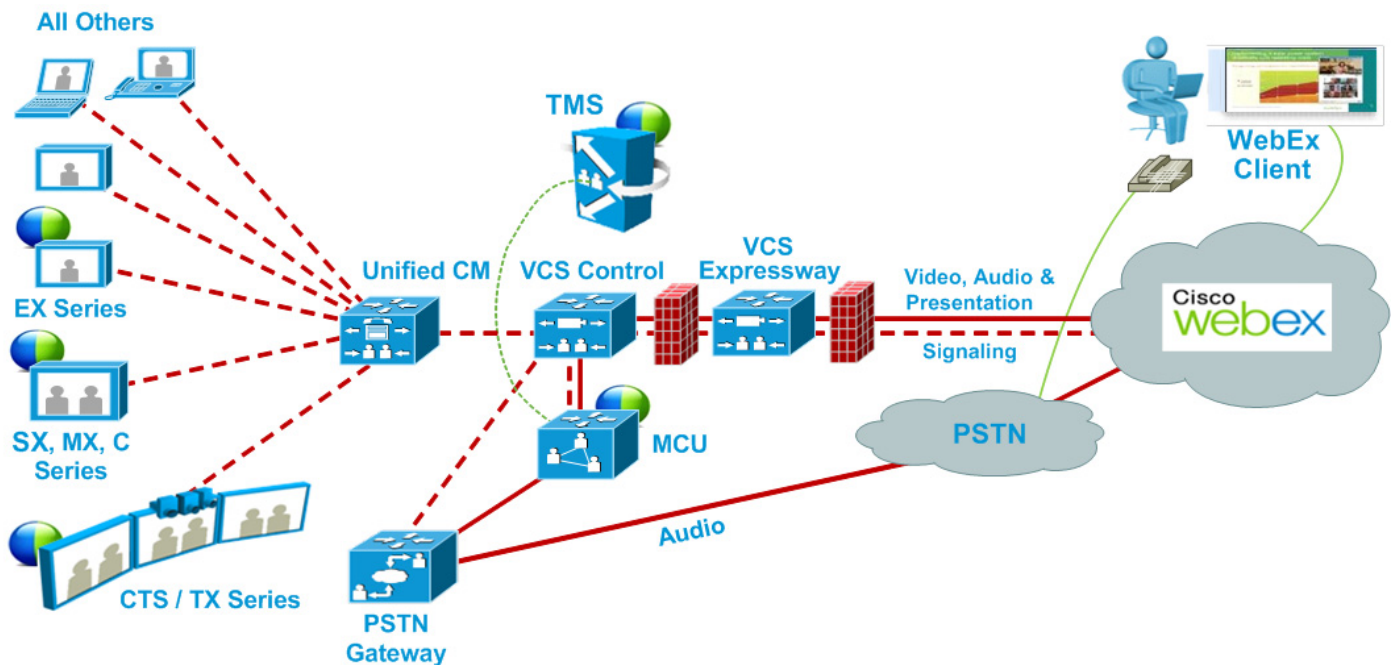 All Others
TMS
WebEx
Client
EX Series
Unified CM
VCS Control
VCS
Expressway
Video, Audio &
Presentation
Signaling
Cisco
webex
SX, MX, C
Series
MCU
PSTN
Audio
CTS / TX Series
PSTN
Gateway